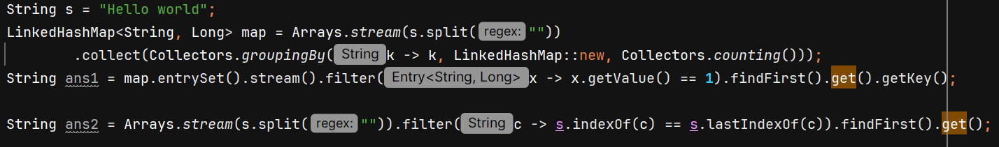 String s = "Hello world";
LinkedHashMap<String, Long> map = Arrays.stream(s.split( regex: ""))
.collect(Collectors.groupingBy( String k -> k, LinkedHashMap::new, Collectors.counting()));
String ans1 = map.entrySet().stream().filter( Entry<String, Long> x -> x.getValue() == 1).findFirst().get().getKey();
String ans2 = Arrays.stream(s.split( regex: "")).filter( String c -> s.indexOf(c) == s.lastIndexOf(c)).findFirst().get();